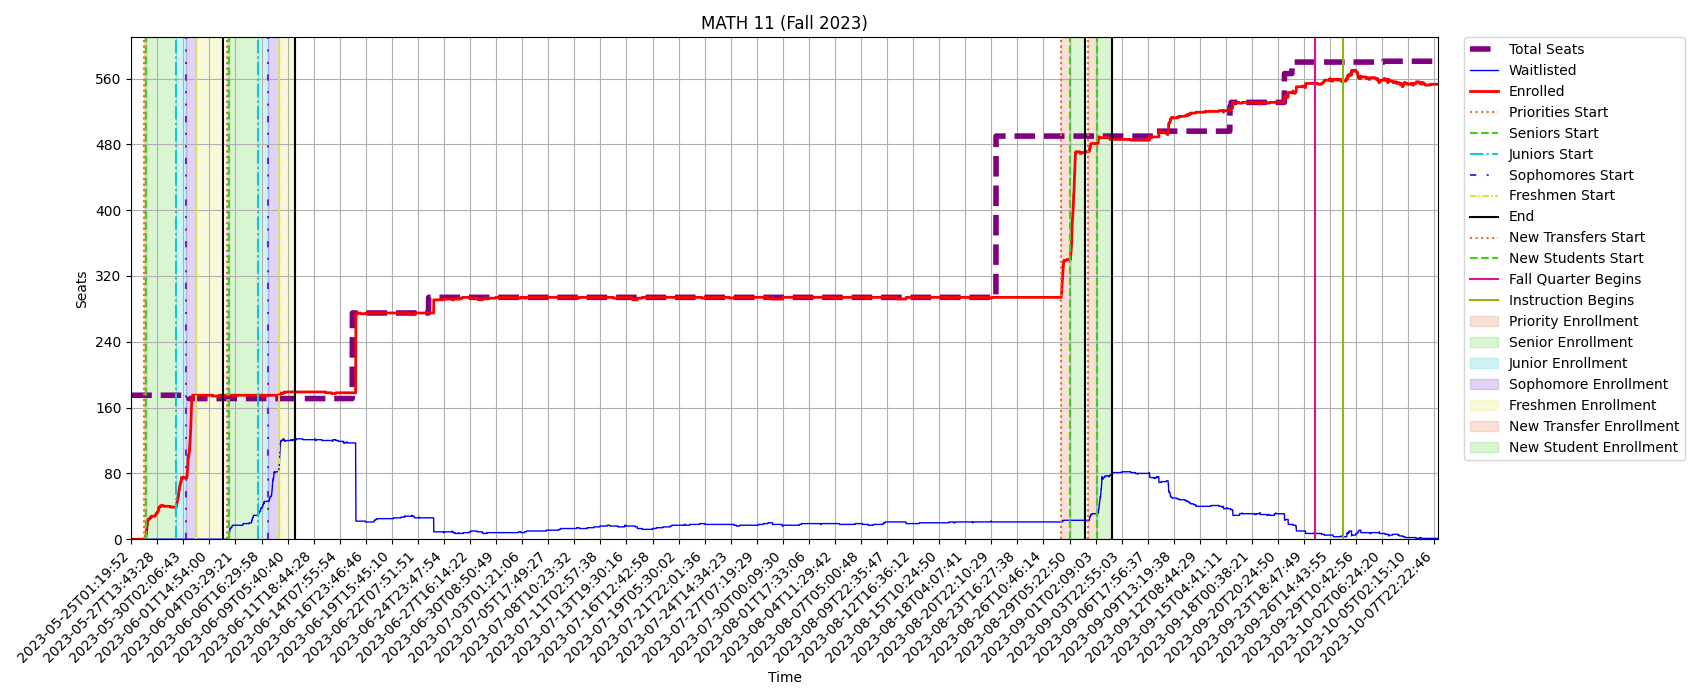 MATH 11 (Fall 2023)
Seats
560
480
400
320
240
160
80
0
2023-05-25T01:19:52
2023-05-27T13:43:28
2023-05-30T02:06:43
2023-06-01T14:54:00
2023-06-04T03:29:21
2023-06-06T16:29:58
2023-06-09T05:40:40
2023-06-11T18:44:28
2023-06-14T07:55:54
2023-06-16T23:46:46
2023-06-19T15:45:10
2023-06-22T07:51:51
2023-06-24T23:47:54
2023-06-27T16:14:22
2023-06-30T08:50:49
2023-07-03T01:21:06
2023-07-05T17:49:27
2023-07-08T10:23:32
2023-07-11T02:57:38
2023-07-13T19:30:16
2023-07-16T12:42:58
2023-07-19T05:30:02
2023-07-21T22:01:36
2023-07-24T14:34:23
2023-07-27T07:19:29
2023-07-30T00:09:30
2023-08-01T17:33:06
2023-08-04T11:29:42
2023-08-07T05:00:48
2023-08-09T22:35:47
2023-08-12T16:36:12
2023-08-15T10:24:50
2023-08-18T04:07:41
2023-08-20T22:10:29
2023-08-23T16:27:38
2023-08-26T10:46:14
2023-08-29T05:22:50
2023-09-01T02:09:03
2023-09-03T22:55:03
2023-09-06T17:56:37
2023-09-09T13:19:38
2023-09-12T08:44:29
2023-09-15T04:41:11
2023-09-18T00:38:21
2023-09-20T20:24:50
2023-09-23T18:47:49
2023-09-26T14:43:55
2023-09-29T10:42:56
2023-10-02T06:24:20
2023-10-05T02:15:10
2023-10-07T22:22:46
Time
Total Seats
Waitlisted
Enrolled
Priorities Start
Seniors Start
Juniors Start
Sophomores Start
Freshmen Start
End
New Transfers Start
New Students Start
Fall Quarter Begins
Instruction Begins
Priority Enrollment
Senior Enrollment
Junior Enrollment
Sophomore Enrollment
Freshmen Enrollment
New Transfer Enrollment
New Student Enrollment